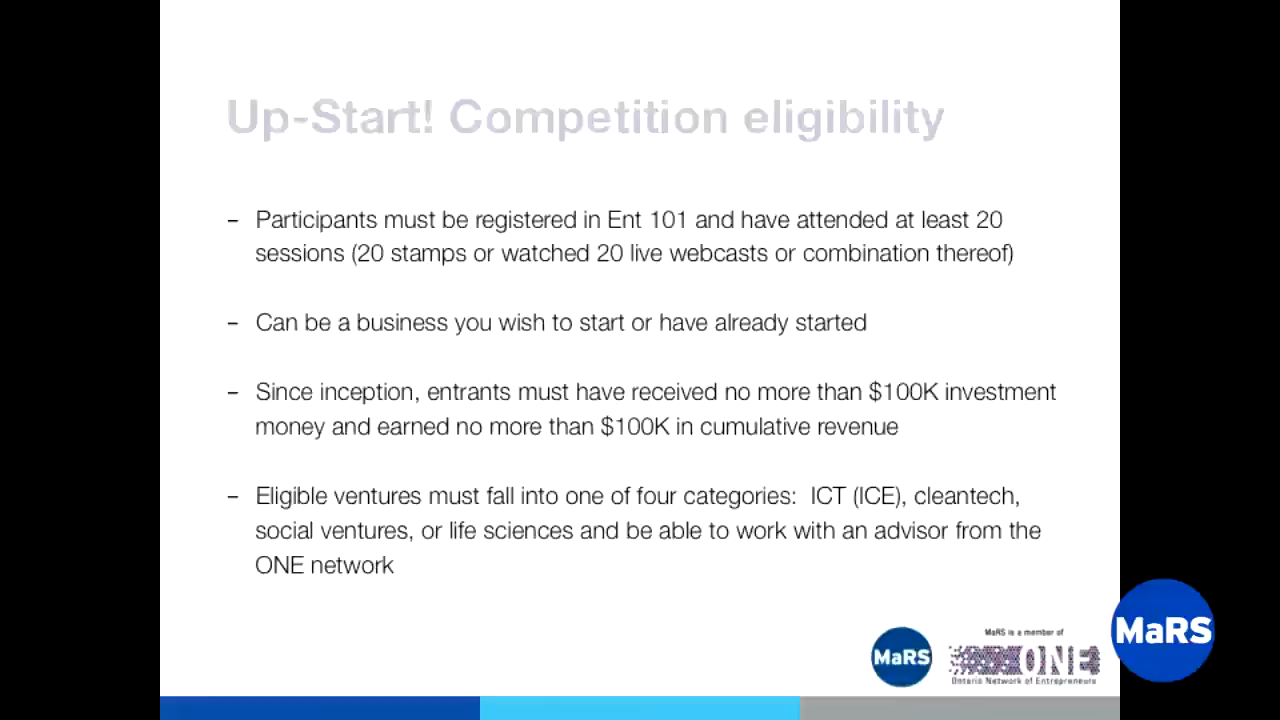 Up-Start! Competition eligibility
– Participants must be registered in Ent 101 and have attended at least 20
sessions (20 stamps or watched 20 live webcasts or combination thereof)
– Can be a business you wish to start or have already started
– Since inception, entrants must have received no more than $100K investment
money and earned no more than $100K in cumulative revenue
– Eligible ventures must fall into one of four categories:  ICT (ICE), cleantech,
social ventures, or life sciences and be able to work with an advisor from the
ONE network
MaRS
MaRS is a member of
ONE
Ontario Network of Entrepreneurs
MaRS